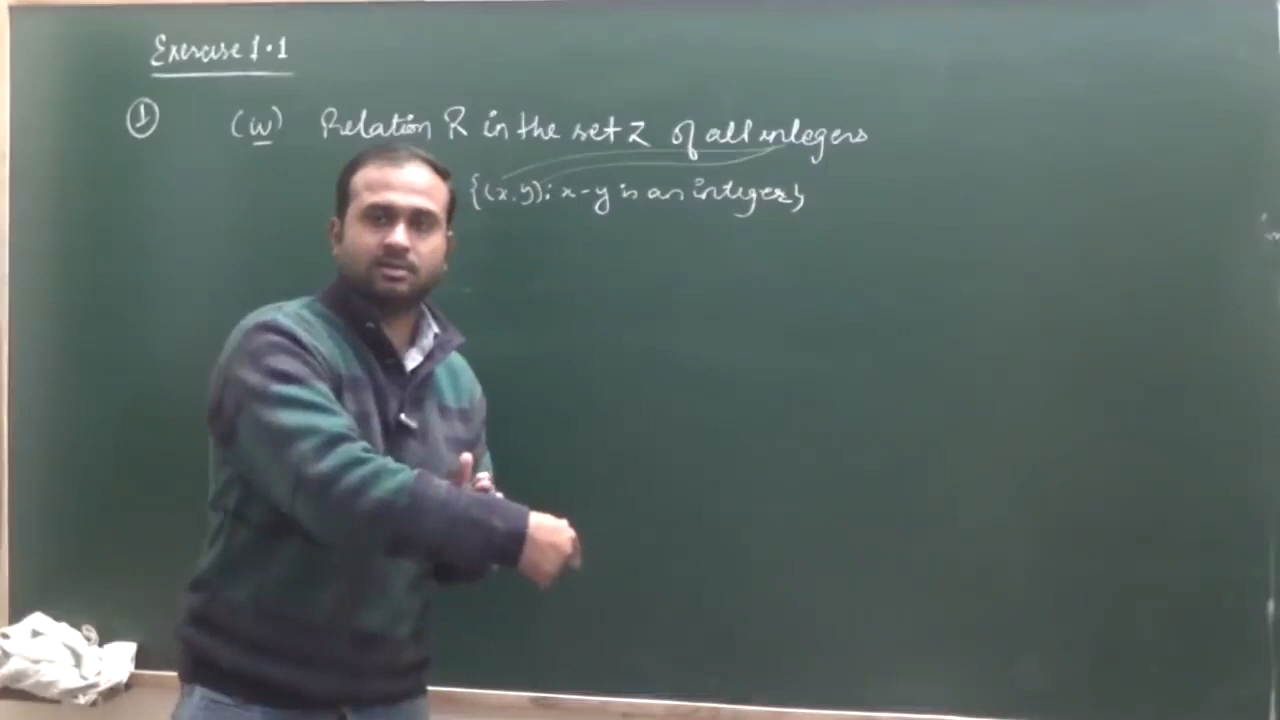 Exercise 1.1
① (iv) Relation R in the set Z of all integers
{(x,y): x-y is an integer}